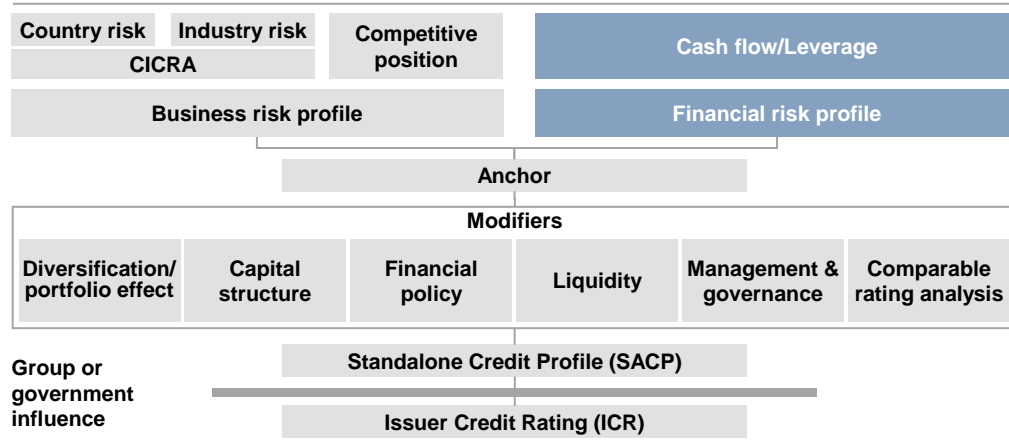 Country risk
Industry risk
Competitive
position
Cash flow/Leverage
CICRA
Business risk profile
Financial risk profile
Anchor
Modifiers
Diversification/
portfolio effect
Capital
structure
Financial
policy
Liquidity
Management &
governance
Comparable
rating analysis
Standalone Credit Profile (SACP)
Group or
government
influence
Issuer Credit Rating (ICR)